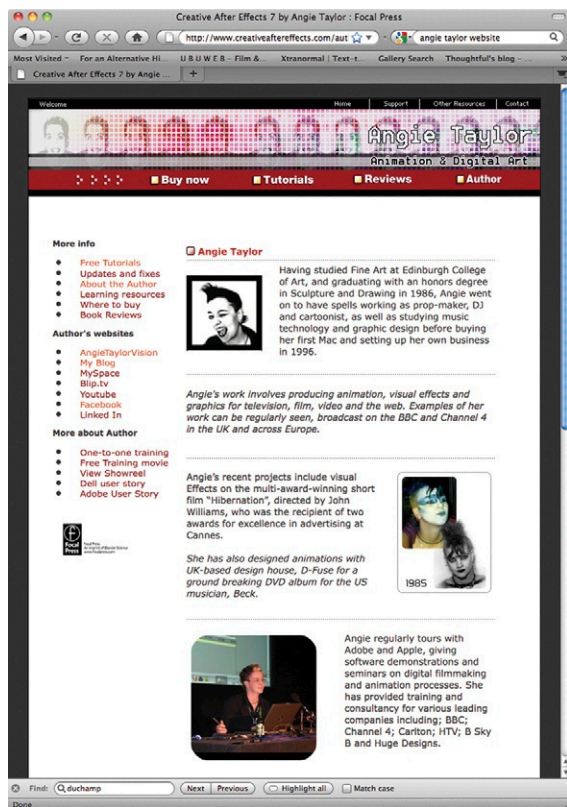 Creative After Effects 7 by Angie Taylor : Focal Press
http://www.creativeaftereffects.com/aut
angie taylor website
Most Visited
For an Alternative Hi...
U B U W E B - Film &...
Xtranormal | Text-t...
Gallery Search
Thoughtful's blog - ...
Creative After Effects 7 by Angie ...
Welcome
Home
Support
Other Resources
Contact
Angie Taylor
Animation & Digital Art
Buy now
Tutorials
Reviews
Author
More info
Free Tutorials
Updates and fixes
About the Author
Learning resources
Where to buy
Book Reviews
Author's websites
AngieTaylorVision
My Blog
MySpace
Blip.tv
Youtube
Facebook
Linked In
More about Author
One-to-one training
Free Training movie
View Showreel
Dell user story
Adobe User Story
Focal
Press
Angie Taylor
Having studied Fine Art at Edinburgh College
of Art, and graduating with an honors degree
in Sculpture and Drawing in 1986, Angie went
on to have spells working as prop-maker, DJ
and cartoonist, as well as studying music
technology and graphic design before buying
her first Mac and setting up her own business
in 1996.
Angie's work involves producing animation, visual effects and
graphics for television, film, video and the web. Examples of her
work can be regularly seen, broadcast on the BBC and Channel 4
in the UK and across Europe.
Angie's recent projects include visual
Effects on the multi-award-winning short
film "Hibernation", directed by John
Williams, who was the recipient of two
awards for excellence in advertising at
Cannes.
She has also designed animations with
UK-based design house, D-Fuse for a
ground breaking DVD album for the US
musician, Beck.
1985
Angie regularly tours with
Adobe and Apple, giving
software demonstrations and
seminars on digital filmmaking
and animation processes. She
has provided training and
consultancy for various leading
companies including; BBC;
Channel 4; Carlton; HTV; B Sky
B and Huge Designs.
Find:
duchamp
Next
Previous
Highlight all
Match case
Done